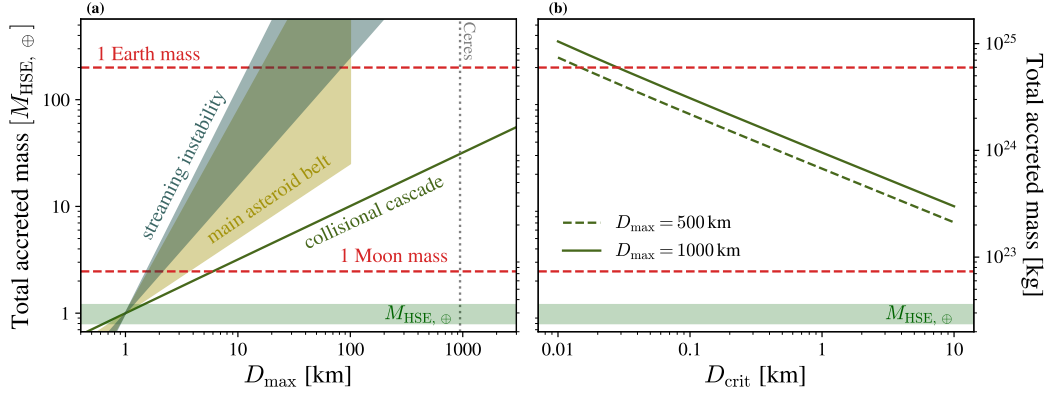 (a)
Total accreted mass [M_HSE, ⊕]
100
10
1
1 Earth mass
Ceres
streaming instability
main asteroid belt
collisional cascade
1 Moon mass
M_HSE, ⊕
1
10
100
1000
D_max [km]
(b)
D_max = 500 km
D_max = 1000 km
M_HSE, ⊕
0.01
0.1
1
10
D_crit [km]
10^25
10^24
10^23
Total accreted mass [kg]